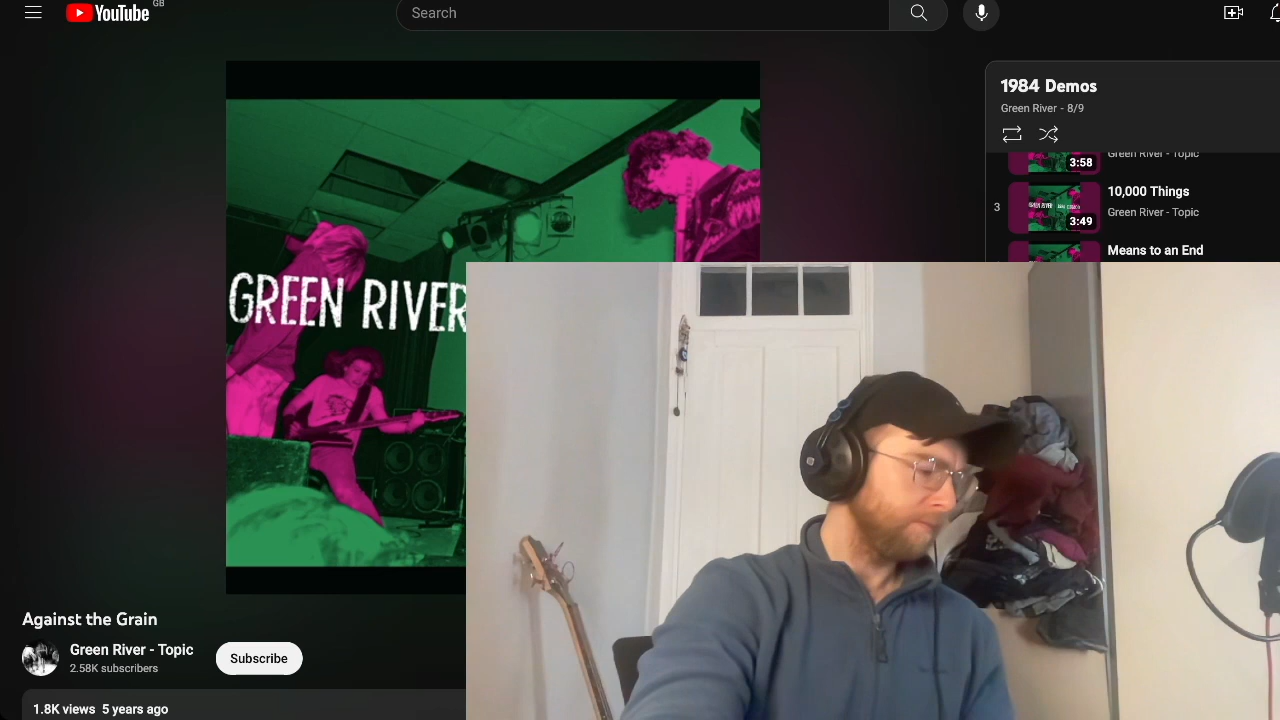 YouTube GB
Search
1984 Demos
Green River - 8/9
3:58
Green River - Topic
3
10,000 Things
3:49
Green River - Topic
Means to an End
GREEN RIVER
Against the Grain
Green River - Topic
2.58K subscribers
Subscribe
1.8K views 5 years ago